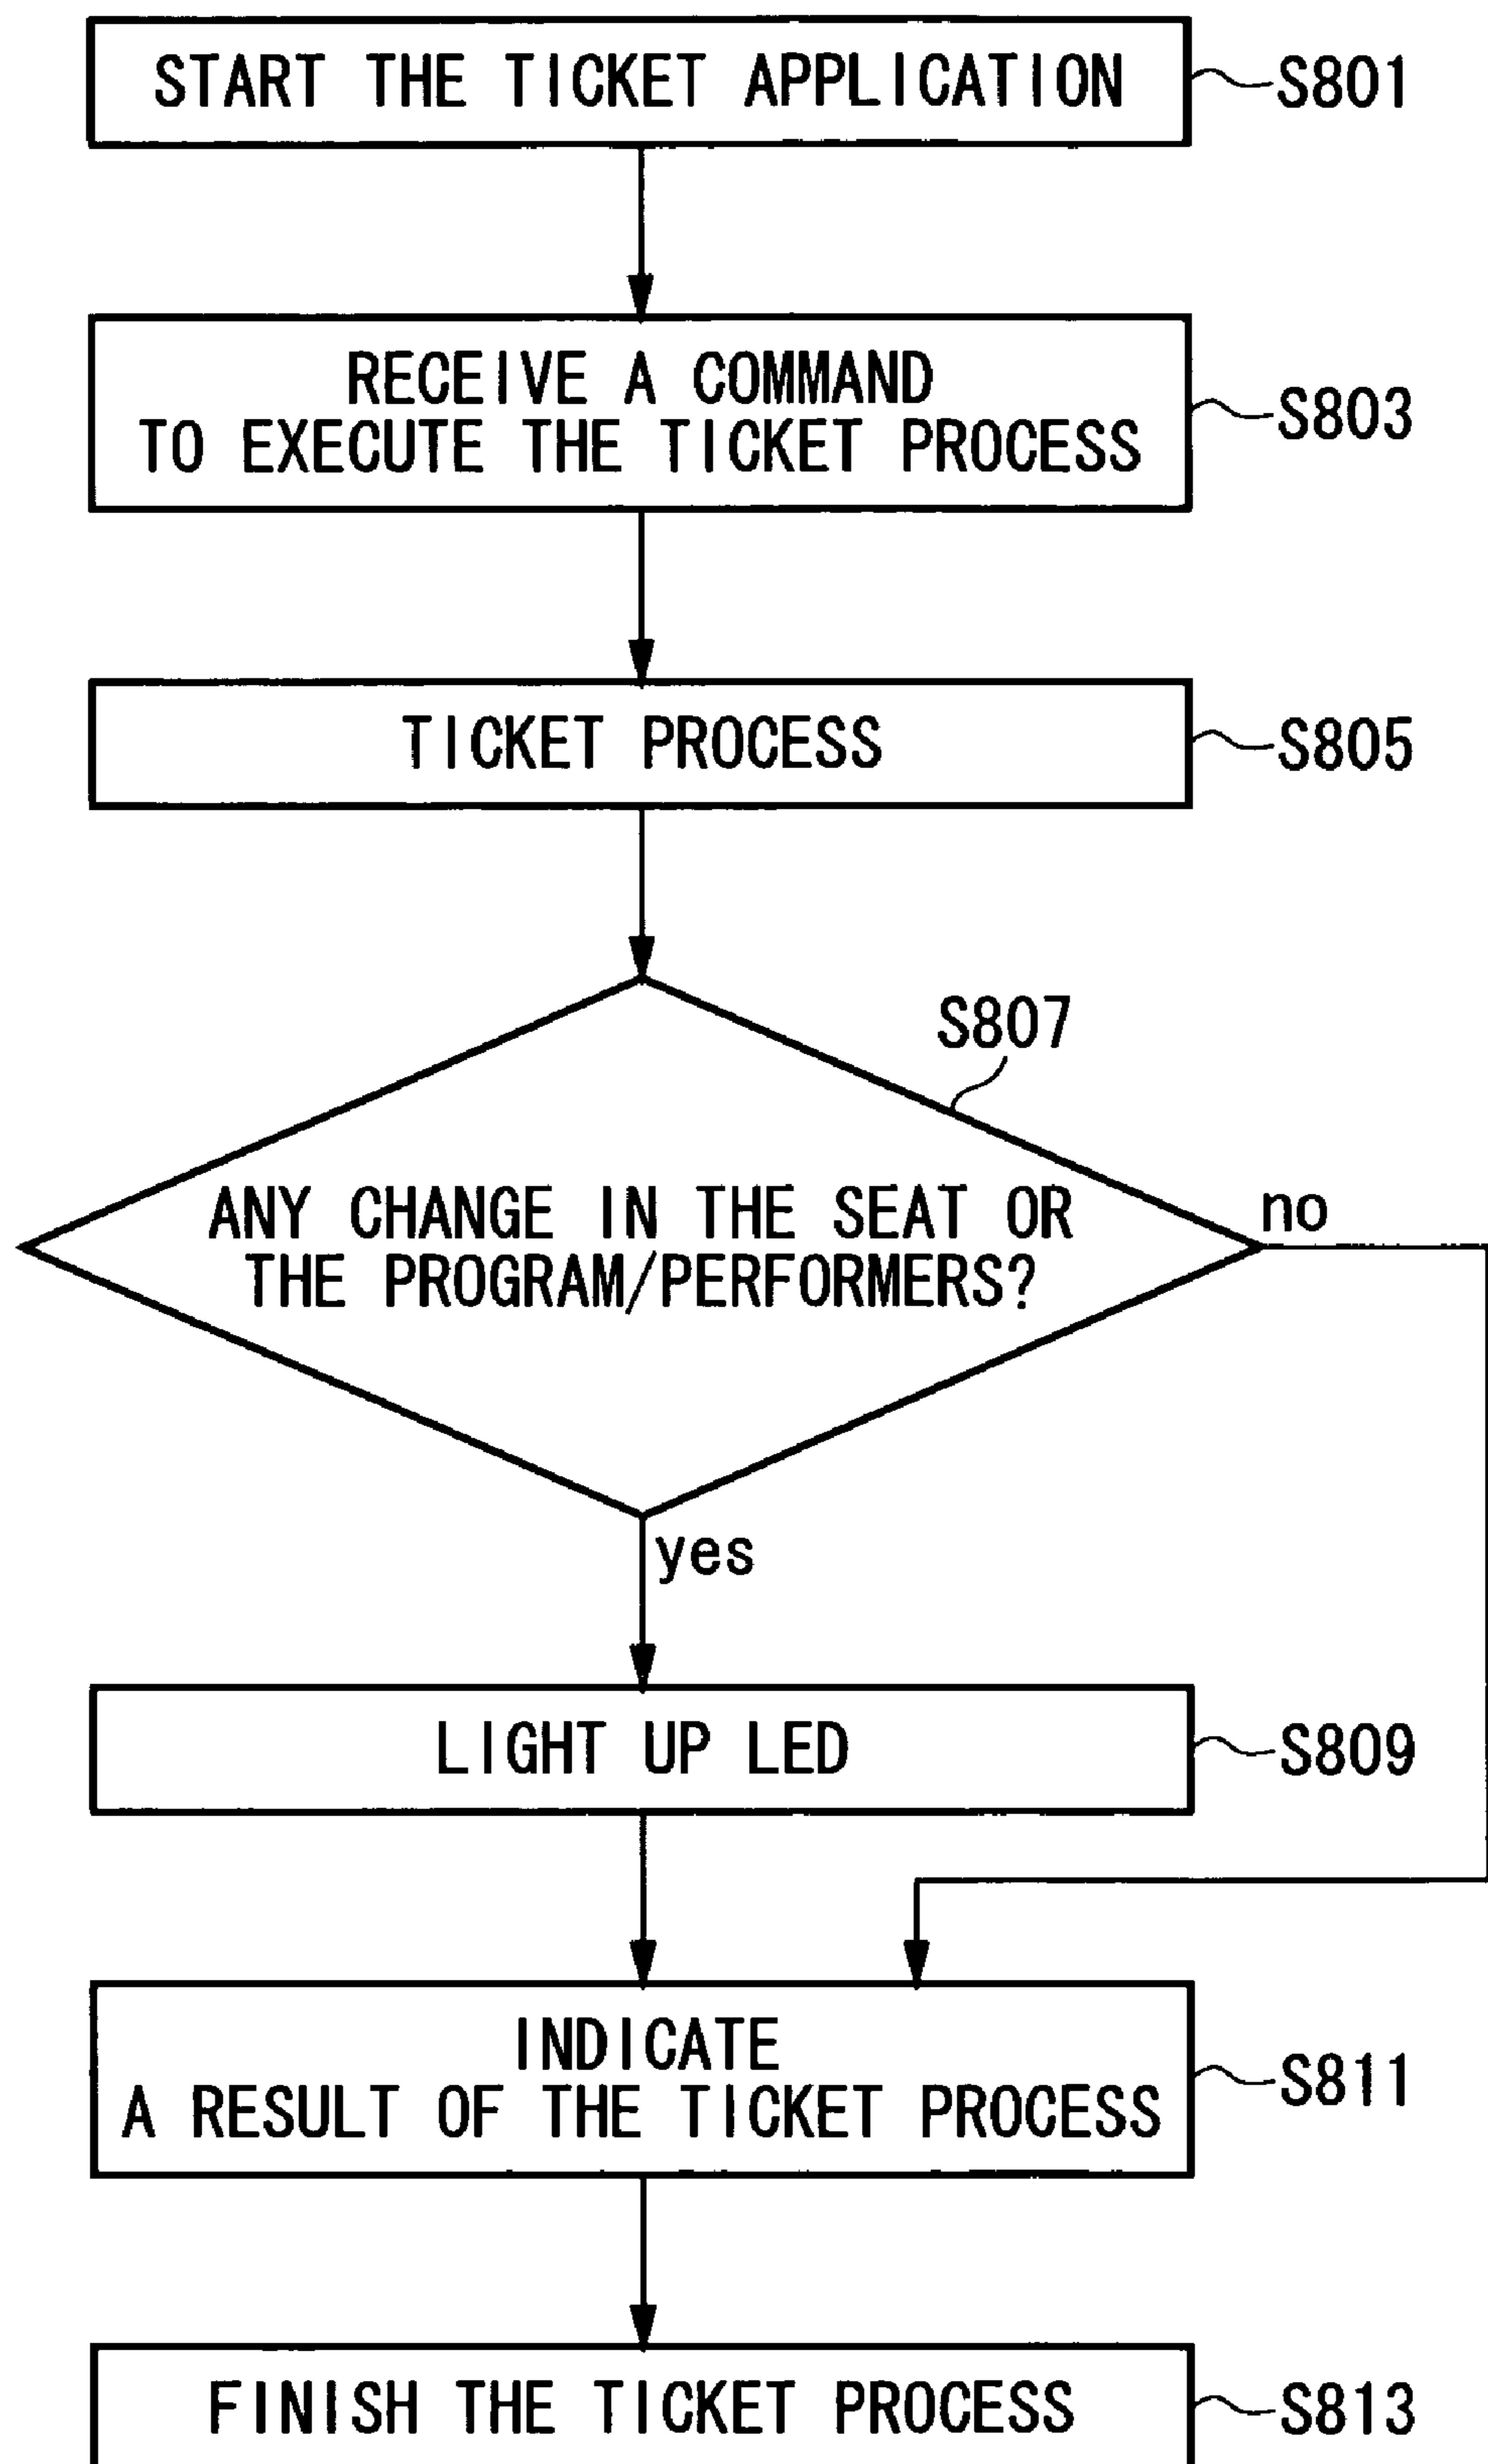 START THE TICKET APPLICATION
S801
RECEIVE A COMMAND
TO EXECUTE THE TICKET PROCESS
S803
TICKET PROCESS
S805
S807
ANY CHANGE IN THE SEAT OR
THE PROGRAM/PERFORMERS?
no
yes
LIGHT UP LED
S809
INDICATE
A RESULT OF THE TICKET PROCESS
S811
FINISH THE TICKET PROCESS
S813